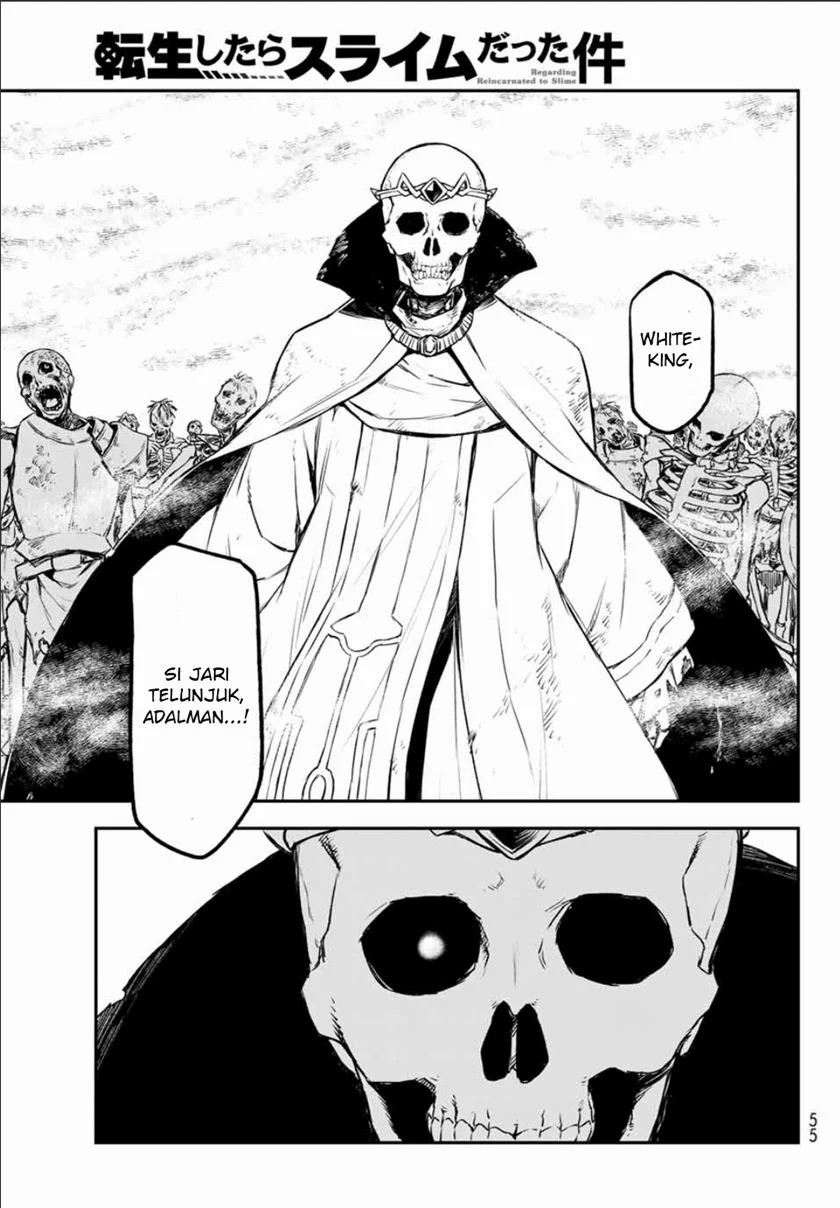 転生したらスライムだった件
Regarding
Reincarnated to Slime
WHITE-
KING,
SI JARI
TELUNJUK,
ADALMAN...!
55